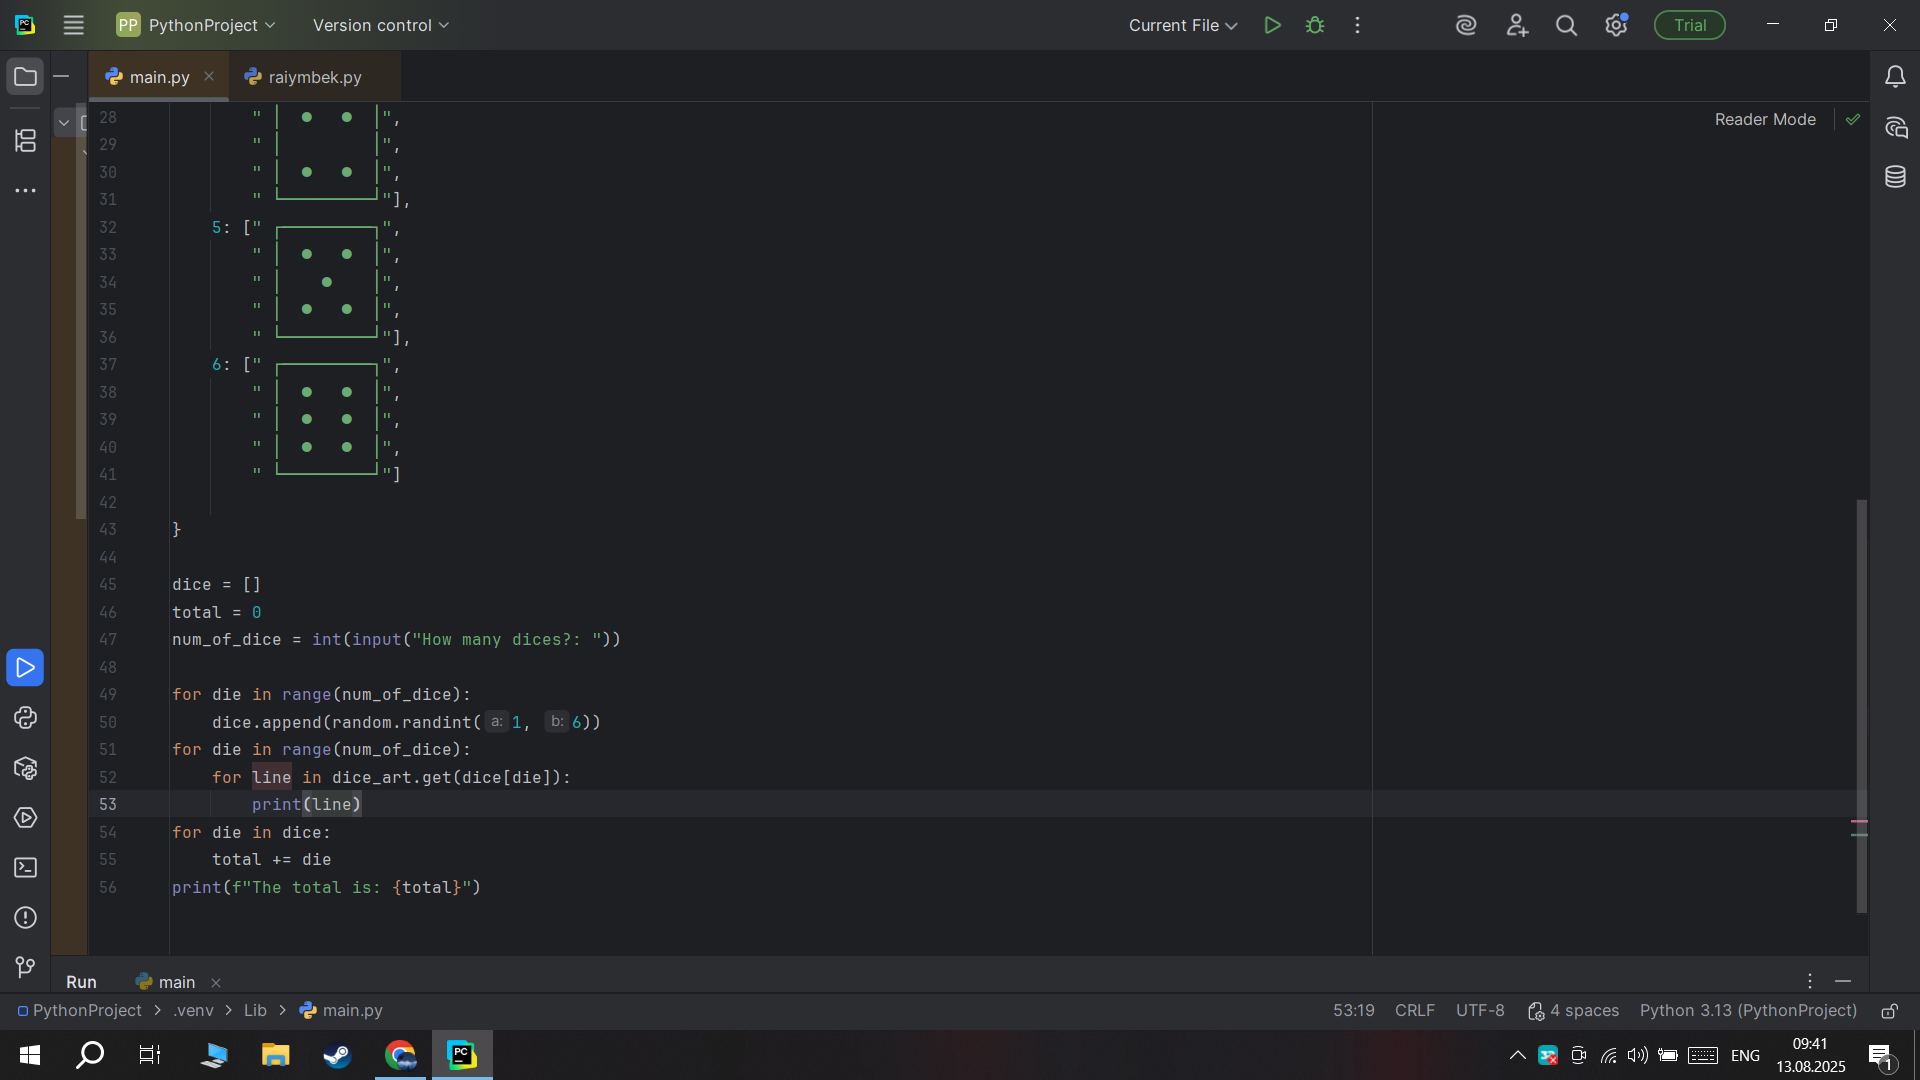 PP PythonProject Version control Current File Trial
main.py raiymbek.py
Reader Mode
28 " │ ● ● │",
29 " │ │",
30 " │ ● ● │",
31 " └─────────┘"],
32 5: [" ┌─────────┐",
33 " │ ● ● │",
34 " │ ● │",
35 " │ ● ● │",
36 " └─────────┘"],
37 6: [" ┌─────────┐",
38 " │ ● ● │",
39 " │ ● ● │",
40 " │ ● ● │",
41 " └─────────┘"]
42
43 }
44
45 dice = []
46 total = 0
47 num_of_dice = int(input("How many dices?: "))
48
49 for die in range(num_of_dice):
50 dice.append(random.randint( a: 1, b: 6))
51 for die in range(num_of_dice):
52 for line in dice_art.get(dice[die]):
53 print(line)
54 for die in dice:
55 total += die
56 print(f"The total is: {total}")
Run main
PythonProject > .venv > Lib > main.py 53:19 CRLF UTF-8 4 spaces Python 3.13 (PythonProject)
PC ENG 09:41
13.08.2025 1